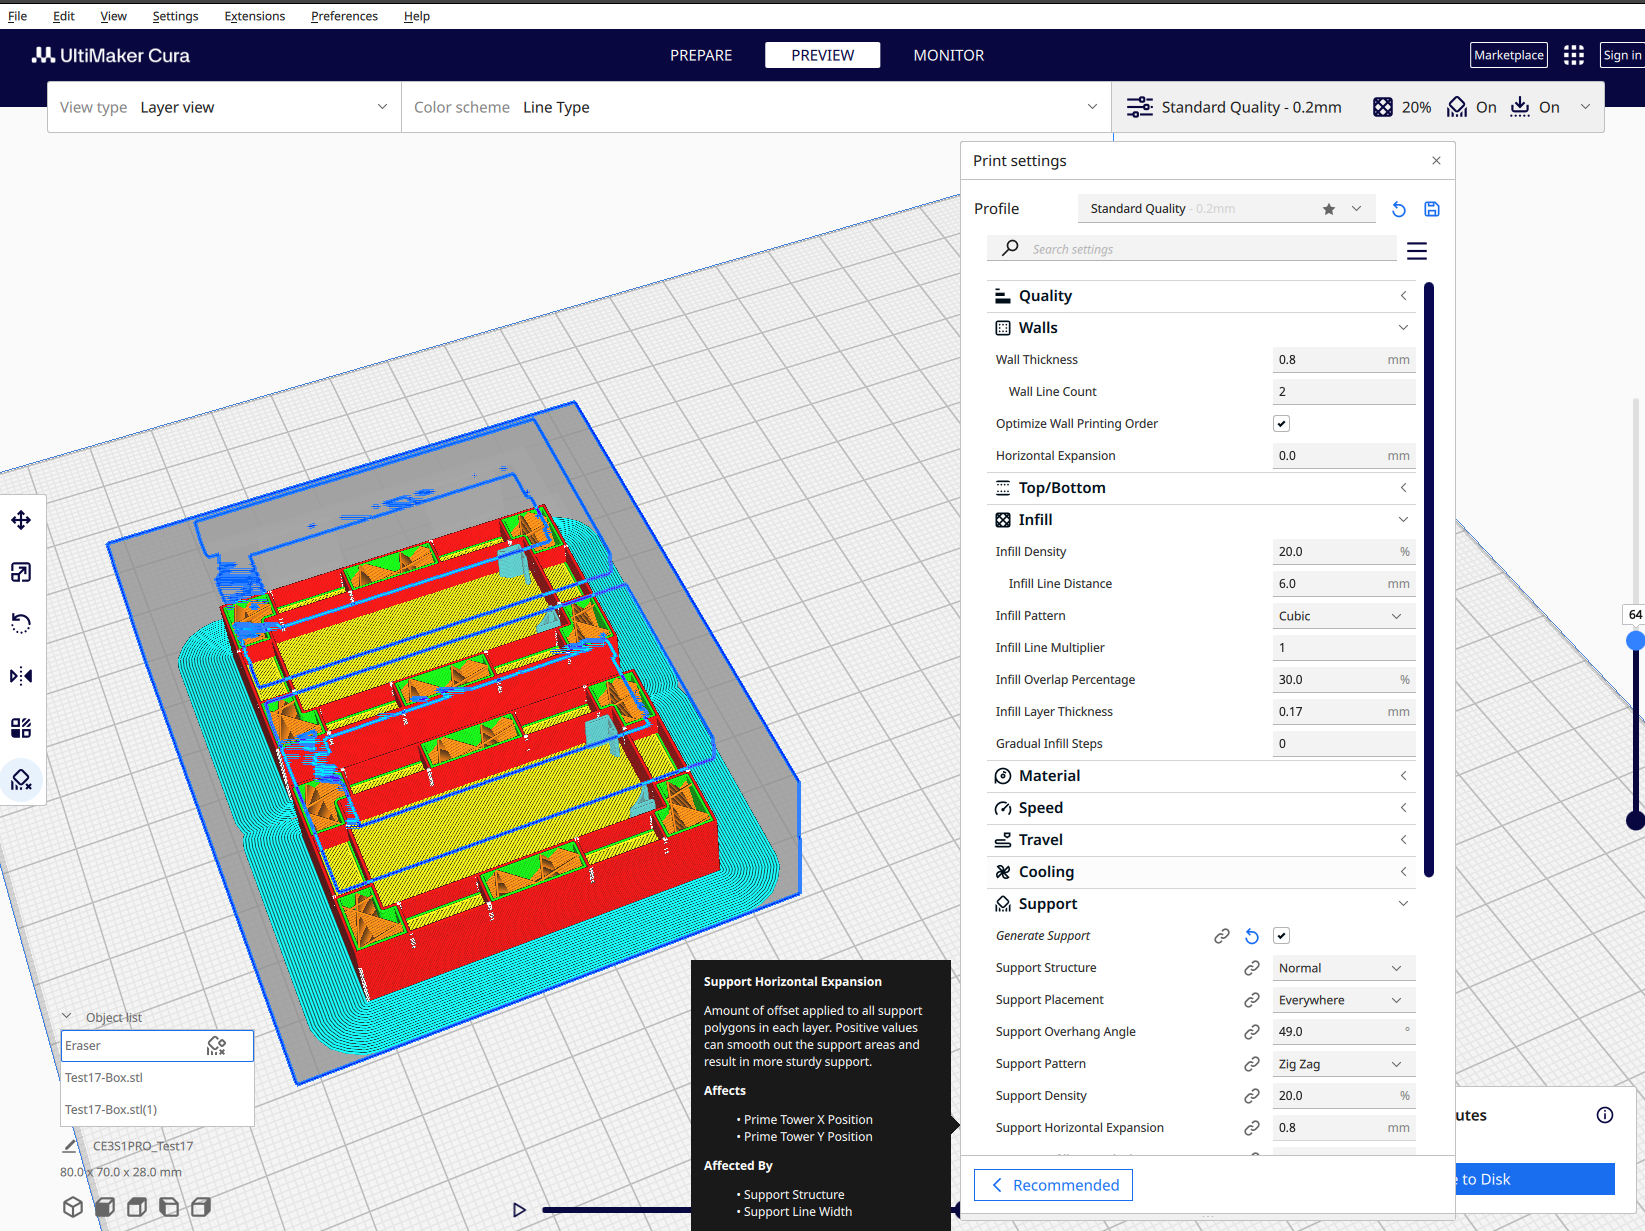 File Edit View Settings Extensions Preferences Help
UltiMaker Cura
PREPARE PREVIEW MONITOR
Marketplace Sign in
View type Layer view
Color scheme Line Type
Standard Quality - 0.2mm 20% On On
Print settings
Profile Standard Quality - 0.2mm
Search settings
Quality
Walls
Wall Thickness 0.8 mm
Wall Line Count 2
Optimize Wall Printing Order
Horizontal Expansion 0.0 mm
Top/Bottom
Infill
Infill Density 20.0 %
Infill Line Distance 6.0 mm
Infill Pattern Cubic
Infill Line Multiplier 1
Infill Overlap Percentage 30.0 %
Infill Layer Thickness 0.17 mm
Gradual Infill Steps 0
Material
Speed
Travel
Cooling
Support
Generate Support
Support Structure Normal
Support Placement Everywhere
Support Overhang Angle 49.0 °
Support Pattern Zig Zag
Support Density 20.0 %
Support Horizontal Expansion 0.8 mm
Recommended
64
Support Horizontal Expansion
Amount of offset applied to all support
polygons in each layer. Positive values
can smooth out the support areas and
result in more sturdy support.
Affects
• Prime Tower X Position
• Prime Tower Y Position
Affected By
• Support Structure
• Support Line Width
Object list
Eraser
Test17-Box.stl
Test17-Box.stl(1)
CE3S1PRO_Test17
80.0 x 70.0 x 28.0 mm
utes
e to Disk